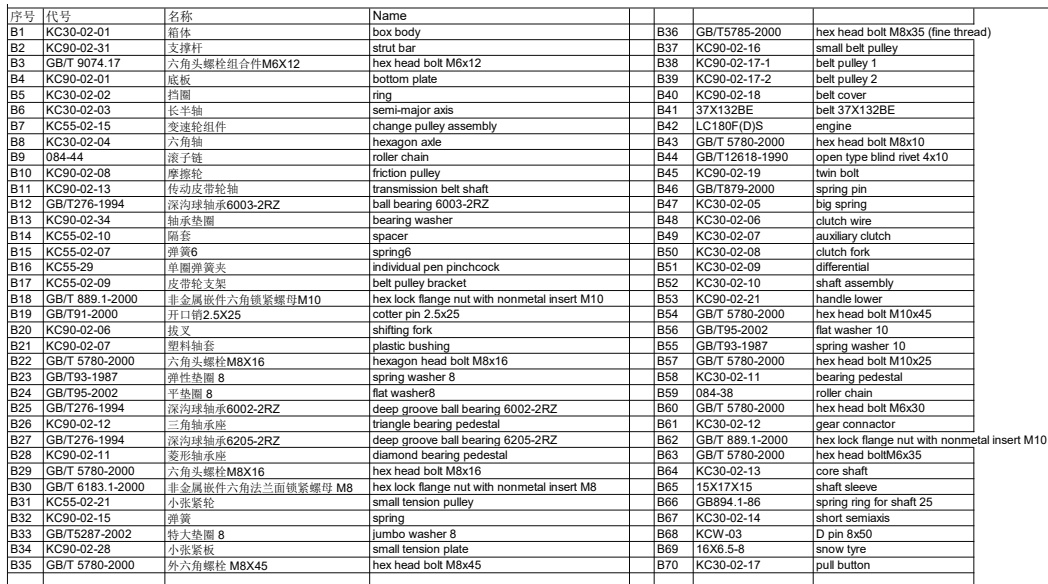 序号 代号 名称 Name
B1 KC30-02-01 箱体 box body
B2 KC90-02-31 支撑杆 strut bar
B3 GB/T 9074.17 六角头螺栓组合件M6X12 hex head bolt M6x12
B4 KC90-02-01 底板 bottom plate
B5 KC30-02-02 挡圈 ring
B6 KC30-02-03 长半轴 semi-major axis
B7 KC55-02-15 变速轮组件 change pulley assembly
B8 KC30-02-04 六角轴 hexagon axle
B9 084-44 滚子链 roller chain
B10 KC90-02-08 摩擦轮 friction pulley
B11 KC90-02-13 传动皮带轮轴 transmission belt shaft
B12 GB/T276-1994 深沟球轴承6003-2RZ ball bearing 6003-2RZ
B13 KC90-02-34 轴承垫圈 bearing washer
B14 KC55-02-10 隔套 spacer
B15 KC55-02-07 弹簧6 spring6
B16 KC55-29 单圈弹簧夹 individual pen pinchcock
B17 KC55-02-09 皮带轮支架 belt pulley bracket
B18 GB/T 889.1-2000 非金属嵌件六角锁紧螺母M10 hex lock flange nut with nonmetal insert M10
B19 GB/T91-2000 开口销2.5X25 cotter pin 2.5x25
B20 KC90-02-06 拔叉 shifting fork
B21 KC90-02-07 塑料轴套 plastic bushing
B22 GB/T 5780-2000 六角头螺栓M8X16 hexagon head bolt M8x16
B23 GB/T93-1987 弹性垫圈 8 spring washer 8
B24 GB/T95-2002 平垫圈 8 flat washer8
B25 GB/T276-1994 深沟球轴承6002-2RZ deep groove ball bearing 6002-2RZ
B26 KC90-02-12 三角轴承座 triangle bearing pedestal
B27 GB/T276-1994 深沟球轴承6205-2RZ deep groove ball bearing 6205-2RZ
B28 KC90-02-11 菱形轴承座 diamond bearing pedestal
B29 GB/T 5780-2000 六角头螺栓M8X16 hex head bolt M8x16
B30 GB/T 6183.1-2000 非金属嵌件六角法兰面锁紧螺母 M8 hex lock flange nut with nonmetal insert M8
B31 KC55-02-21 小张紧轮 small tension pulley
B32 KC90-02-15 弹簧 spring
B33 GB/T5287-2002 特大垫圈 8 jumbo washer 8
B34 KC90-02-28 小张紧板 small tension plate
B35 GB/T 5780-2000 外六角螺栓 M8X45 hex head bolt M8x45
B36 GB/T5785-2000 hex head bolt M8x35 (fine thread)
B37 KC90-02-16 small belt pulley
B38 KC90-02-17-1 belt pulley 1
B39 KC90-02-17-2 belt pulley 2
B40 KC90-02-18 belt cover
B41 37X132BE belt 37X132BE
B42 LC180F(D)S engine
B43 GB/T 5780-2000 hex head bolt M8x10
B44 GB/T12618-1990 open type blind rivet 4x10
B45 KC90-02-19 twin bolt
B46 GB/T879-2000 spring pin
B47 KC30-02-05 big spring
B48 KC30-02-06 clutch wire
B49 KC30-02-07 auxiliary clutch
B50 KC30-02-08 clutch fork
B51 KC30-02-09 differential
B52 KC30-02-10 shaft assembly
B53 KC90-02-21 handle lower
B54 GB/T 5780-2000 hex head bolt M10x45
B56 GB/T95-2002 flat washer 10
B55 GB/T93-1987 spring washer 10
B57 GB/T 5780-2000 hex head bolt M10x25
B58 KC30-02-11 bearing pedestal
B59 084-38 roller chain
B60 GB/T 5780-2000 hex head bolt M6x30
B61 KC30-02-12 gear connactor
B62 GB/T 889.1-2000 hex lock flange nut with nonmetal insert M10
B63 GB/T 5780-2000 hex head boltM6x35
B64 KC30-02-13 core shaft
B65 15X17X15 shaft sleeve
B66 GB894.1-86 spring ring for shaft 25
B67 KC30-02-14 short semiaxis
B68 KCW-03 D pin 8x50
B69 16X6.5-8 snow tyre
B70 KC30-02-17 pull button